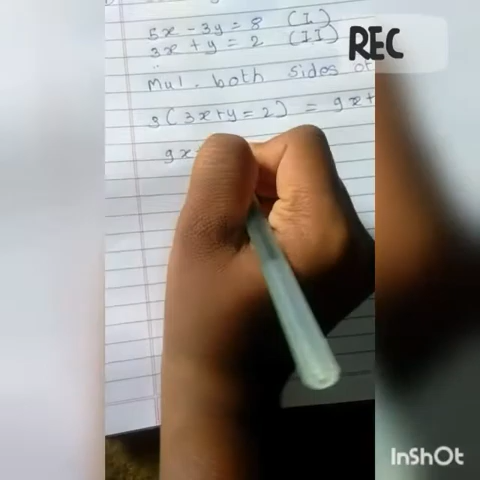 5x - 3y = 8 (I)
3x + y = 2 (II)
REC
Mul. both sides of
3(3x+y=2) = 9x+
9x
InShOt